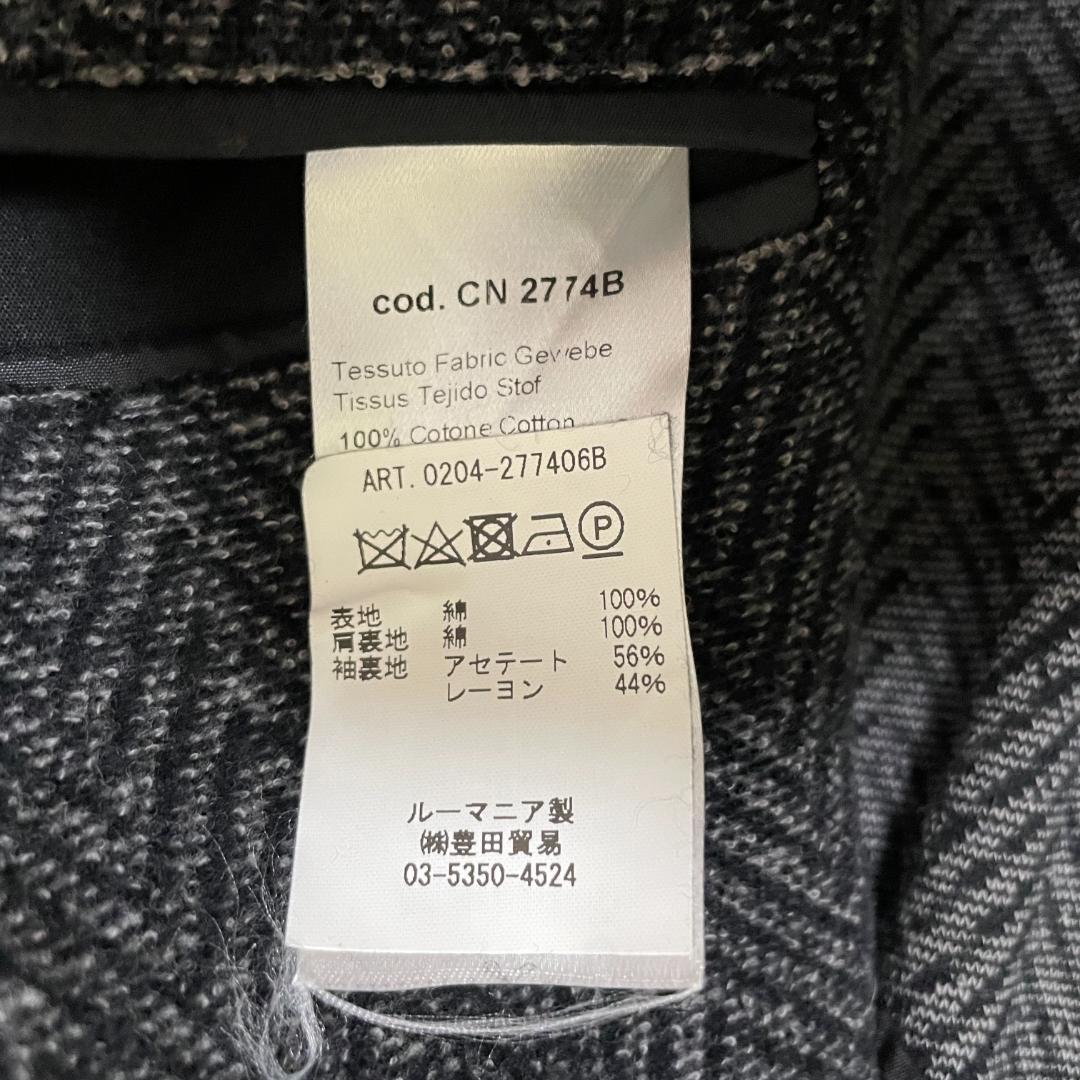 cod. CN 2774B
Tessuto Fabric Gewebe
Tissus Tejido Stof
100% Cotone Cotton
ART. 0204-277406B
P
表地 綿 100%
肩裏地 綿 100%
袖裏地 アセテート 56%
レーヨン 44%
ルーマニア製
㈱豊田貿易
03-5350-4524